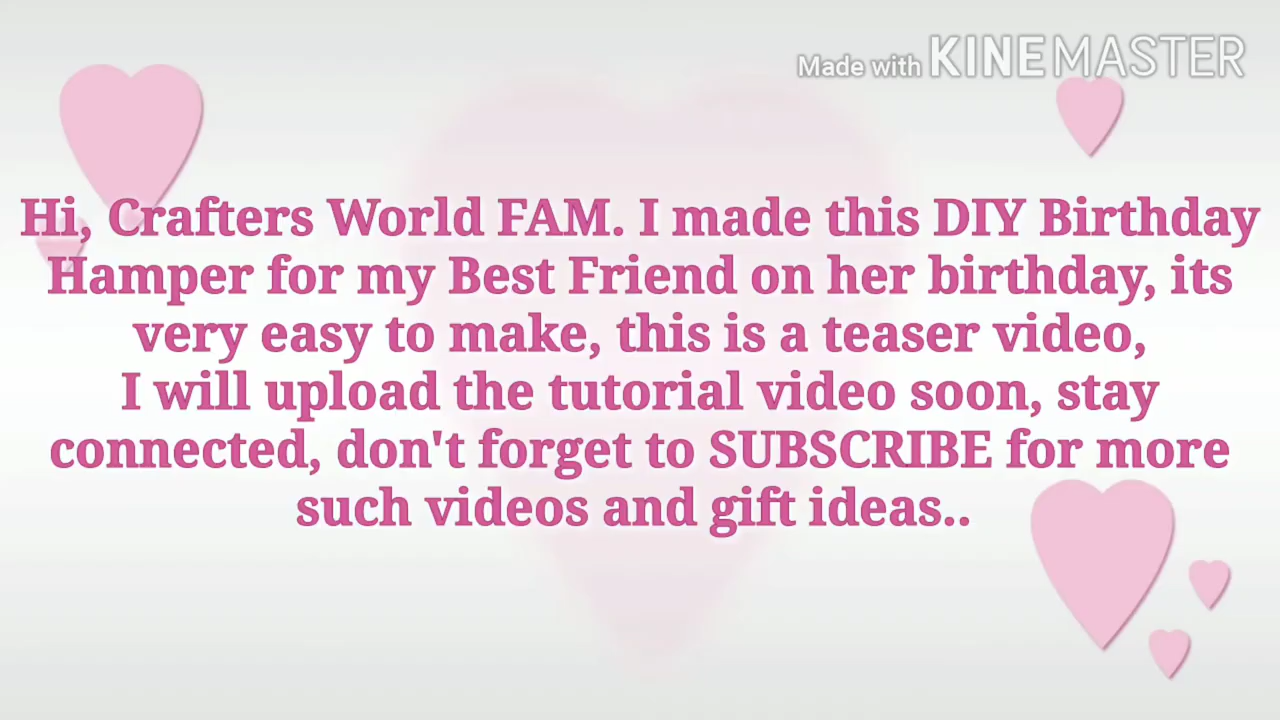 Made with KINEMASTER
Hi, Crafters World FAM. I made this DIY Birthday
Hamper for my Best Friend on her birthday, its
very easy to make, this is a teaser video,
I will upload the tutorial video soon, stay
connected, don't forget to SUBSCRIBE for more
such videos and gift ideas..